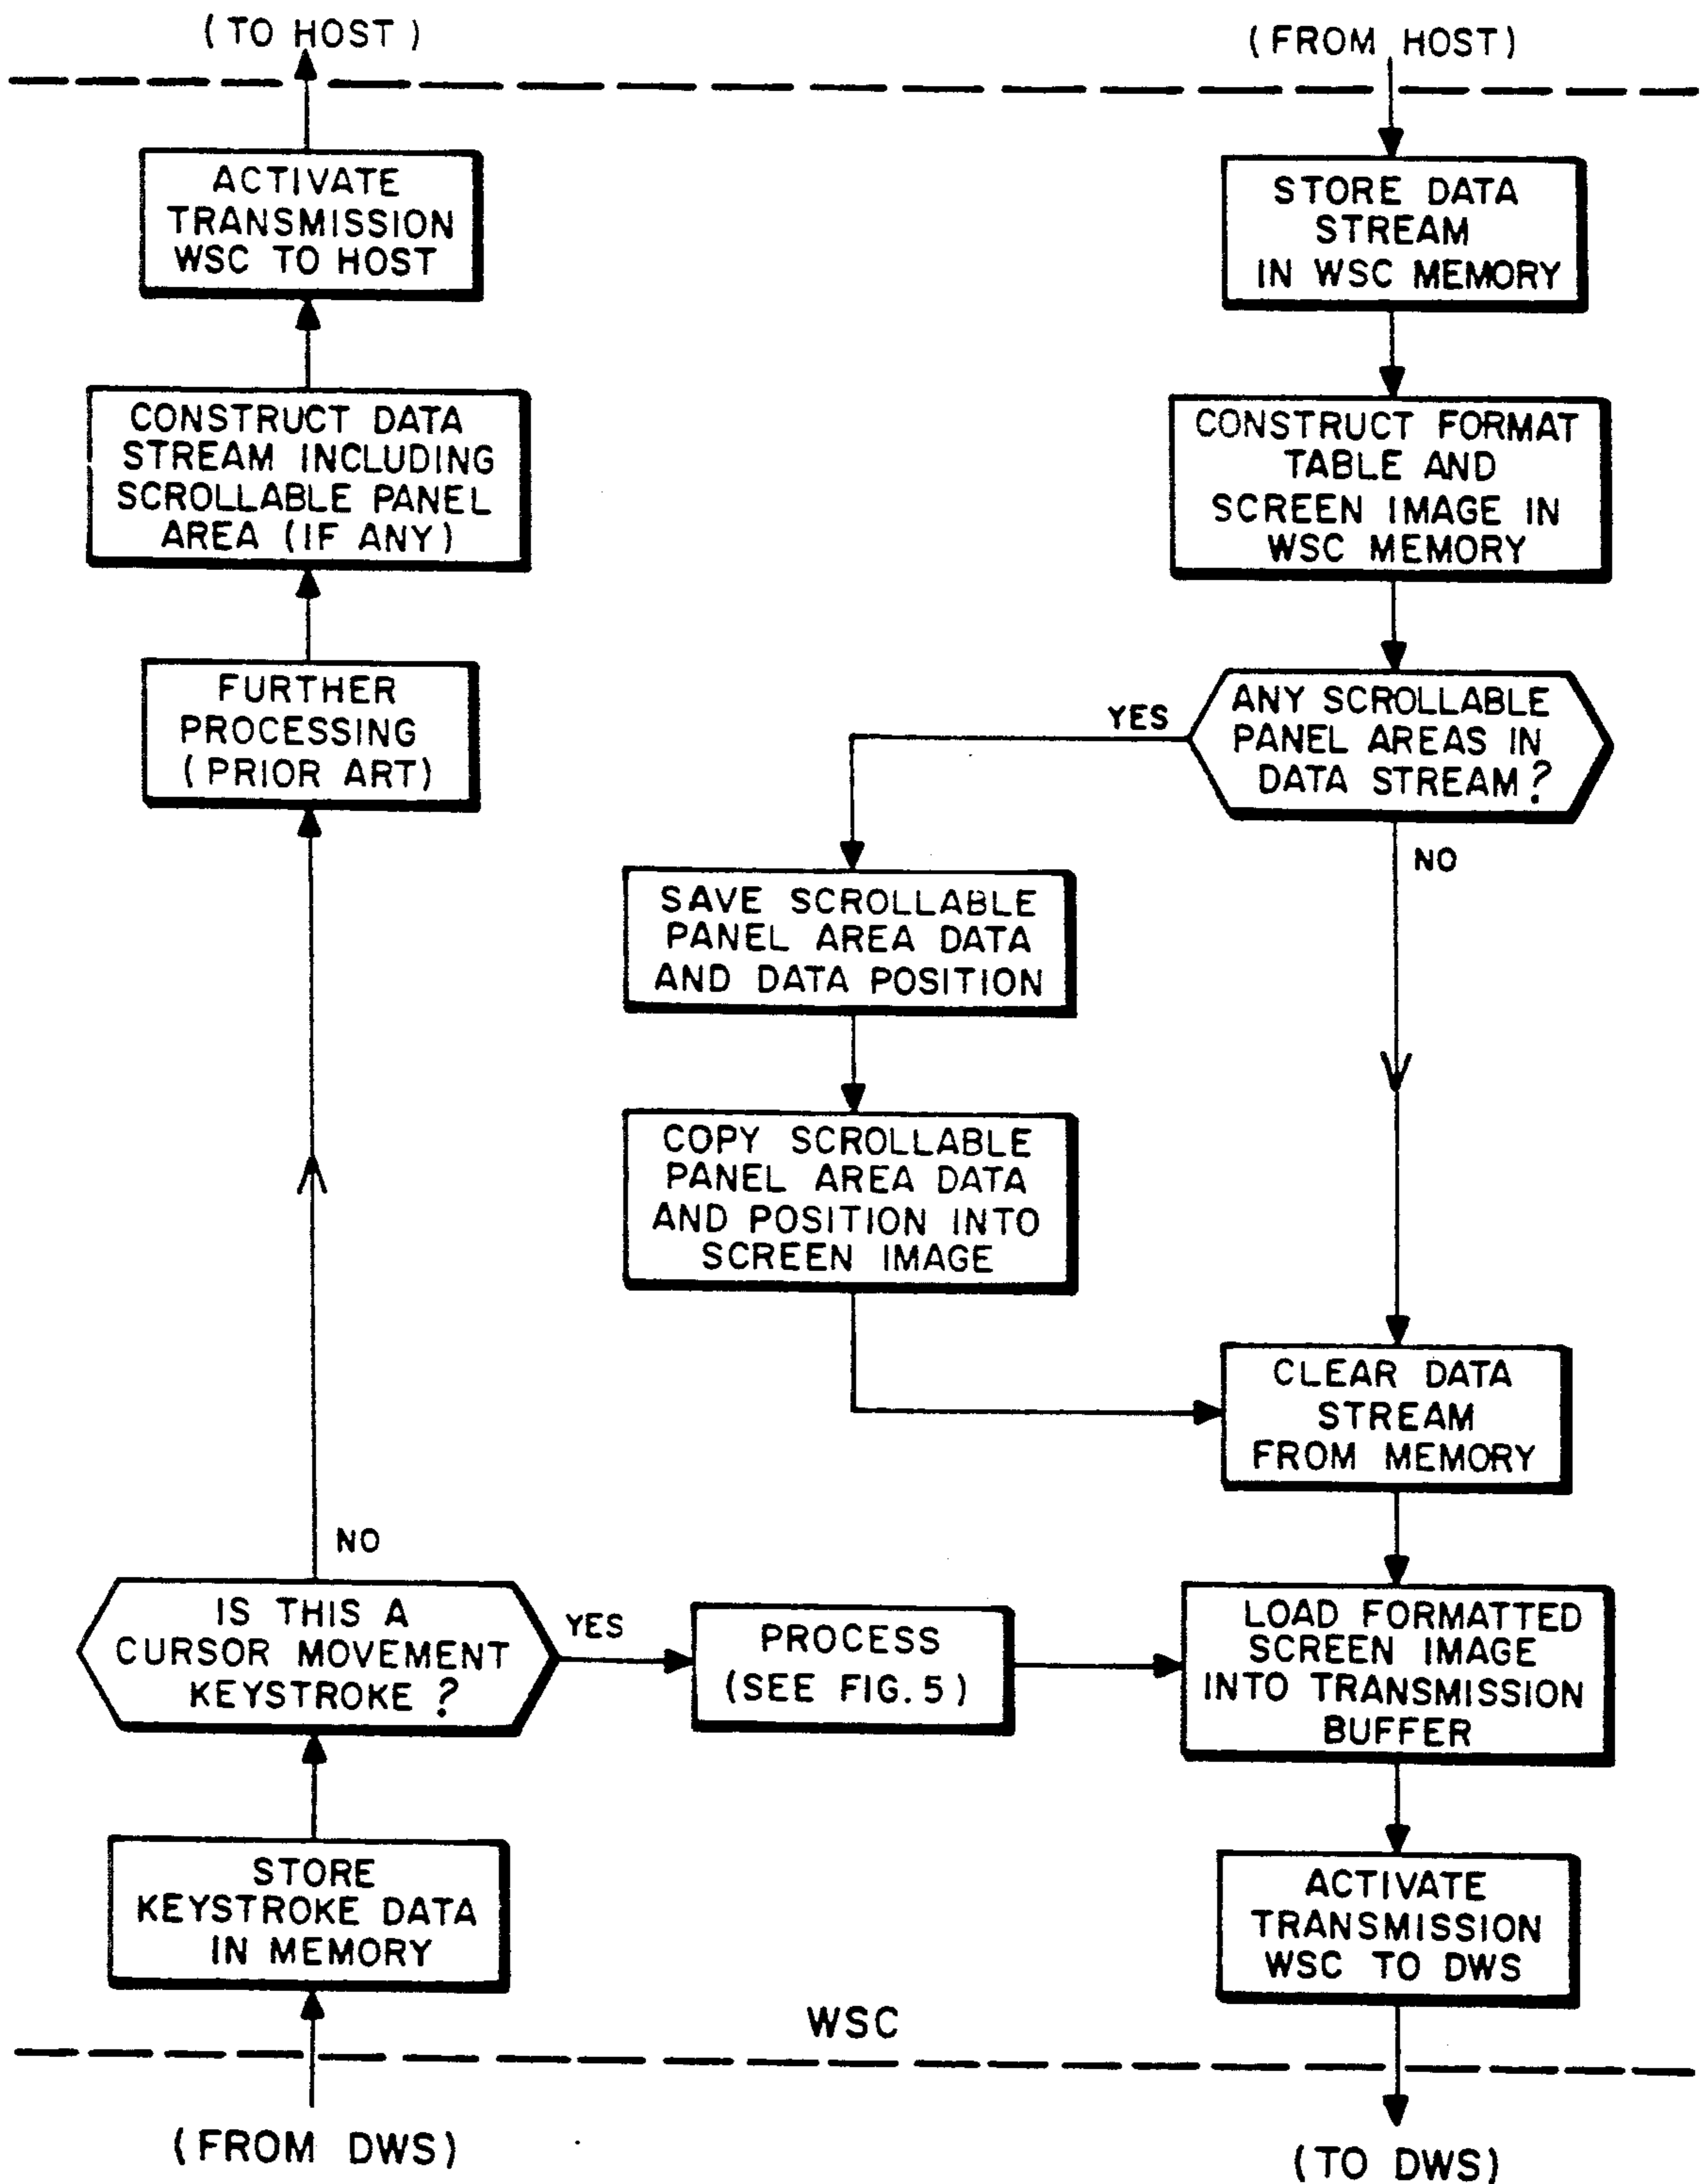 (TO HOST)
(FROM HOST)
ACTIVATE
TRANSMISSION
WSC TO HOST
STORE DATA
STREAM
IN WSC MEMORY
CONSTRUCT DATA
STREAM INCLUDING
SCROLLABLE PANEL
AREA (IF ANY)
CONSTRUCT FORMAT
TABLE AND
SCREEN IMAGE IN
WSC MEMORY
FURTHER
PROCESSING
(PRIOR ART)
ANY SCROLLABLE
PANEL AREAS IN
DATA STREAM?
YES
NO
SAVE SCROLLABLE
PANEL AREA DATA
AND DATA POSITION
COPY SCROLLABLE
PANEL AREA DATA
AND POSITION INTO
SCREEN IMAGE
CLEAR DATA
STREAM
FROM MEMORY
NO
IS THIS A
CURSOR MOVEMENT
KEYSTROKE?
YES
PROCESS
(SEE FIG. 5)
LOAD FORMATTED
SCREEN IMAGE
INTO TRANSMISSION
BUFFER
STORE
KEYSTROKE DATA
IN MEMORY
ACTIVATE
TRANSMISSION
WSC TO DWS
WSC
(FROM DWS)
(TO DWS)